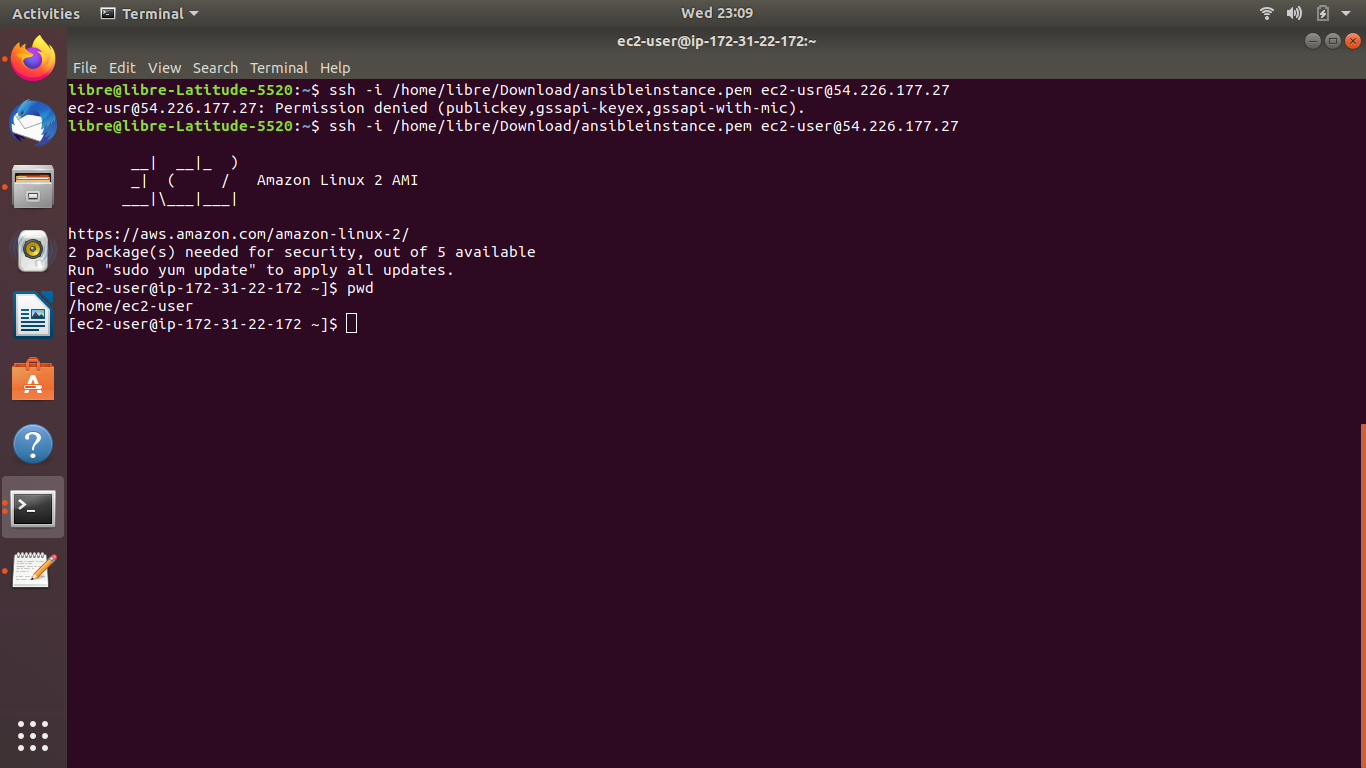 Activities Terminal Wed 23:09
ec2-user@ip-172-31-22-172:~
File Edit View Search Terminal Help
libre@libre-Latitude-5520:~$ ssh -i /home/libre/Download/ansibleinstance.pem ec2-usr@54.226.177.27
ec2-usr@54.226.177.27: Permission denied (publickey,gssapi-keyex,gssapi-with-mic).
libre@libre-Latitude-5520:~$ ssh -i /home/libre/Download/ansibleinstance.pem ec2-user@54.226.177.27
       __|  __|_  )
       _|  (     /   Amazon Linux 2 AMI
      ___|\___|___|
https://aws.amazon.com/amazon-linux-2/
2 package(s) needed for security, out of 5 available
Run "sudo yum update" to apply all updates.
[ec2-user@ip-172-31-22-172 ~]$ pwd
/home/ec2-user
[ec2-user@ip-172-31-22-172 ~]$